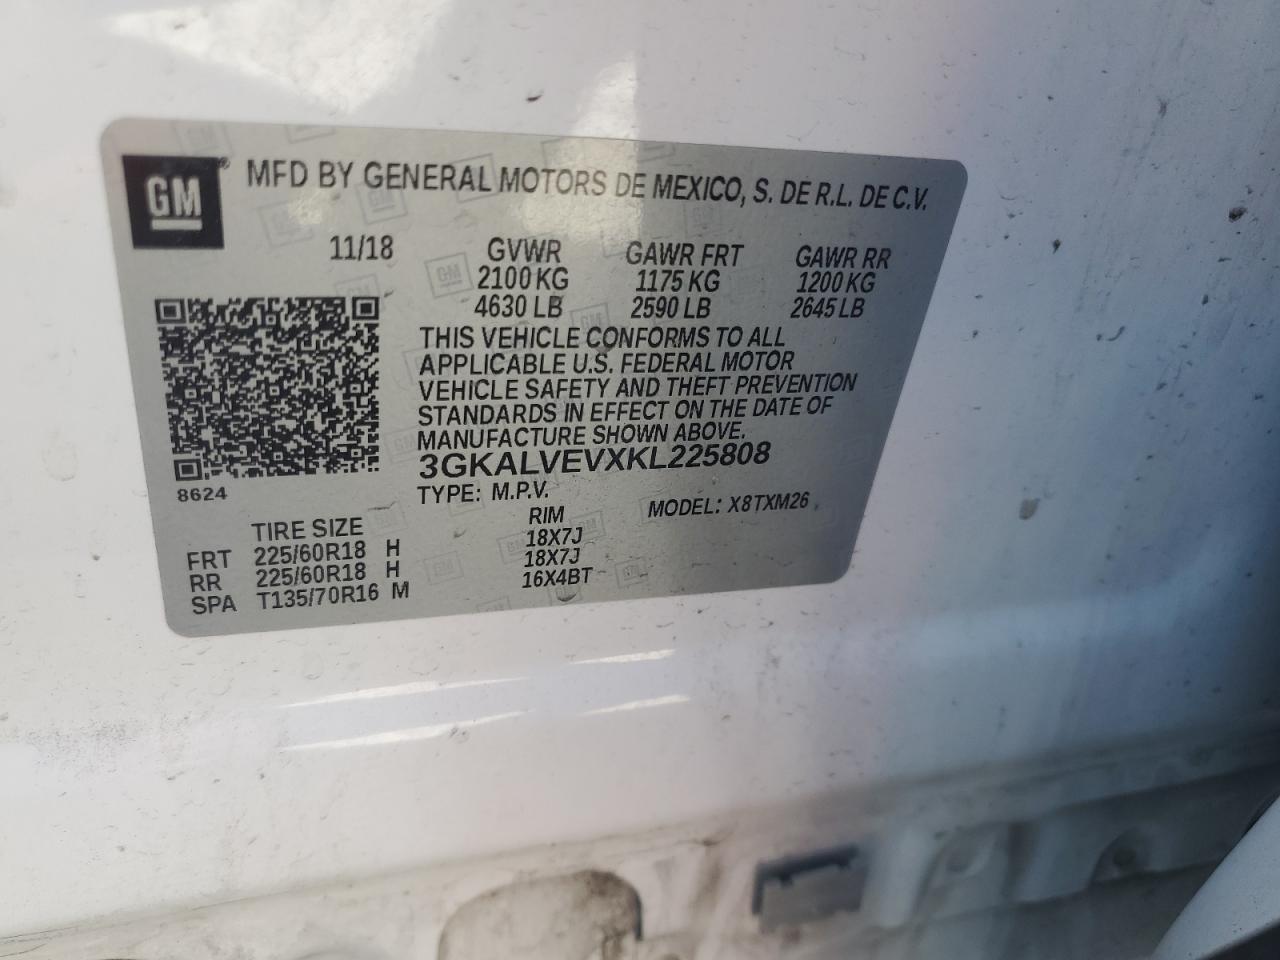 GM® MFD BY GENERAL MOTORS DE MEXICO, S. DE R.L. DE C.V.
11/18 GVWR GAWR FRT GAWR RR
2100 KG 1175 KG 1200 KG
4630 LB 2590 LB 2645 LB
THIS VEHICLE CONFORMS TO ALL
APPLICABLE U.S. FEDERAL MOTOR
VEHICLE SAFETY AND THEFT PREVENTION
STANDARDS IN EFFECT ON THE DATE OF
MANUFACTURE SHOWN ABOVE.
3GKALVEVXKL225808
8624
TYPE: M.P.V. MODEL: X8TXM26
TIRE SIZE RIM
FRT 225/60R18 H 18X7J
RR 225/60R18 H 18X7J
SPA T135/70R16 M 16X4BT